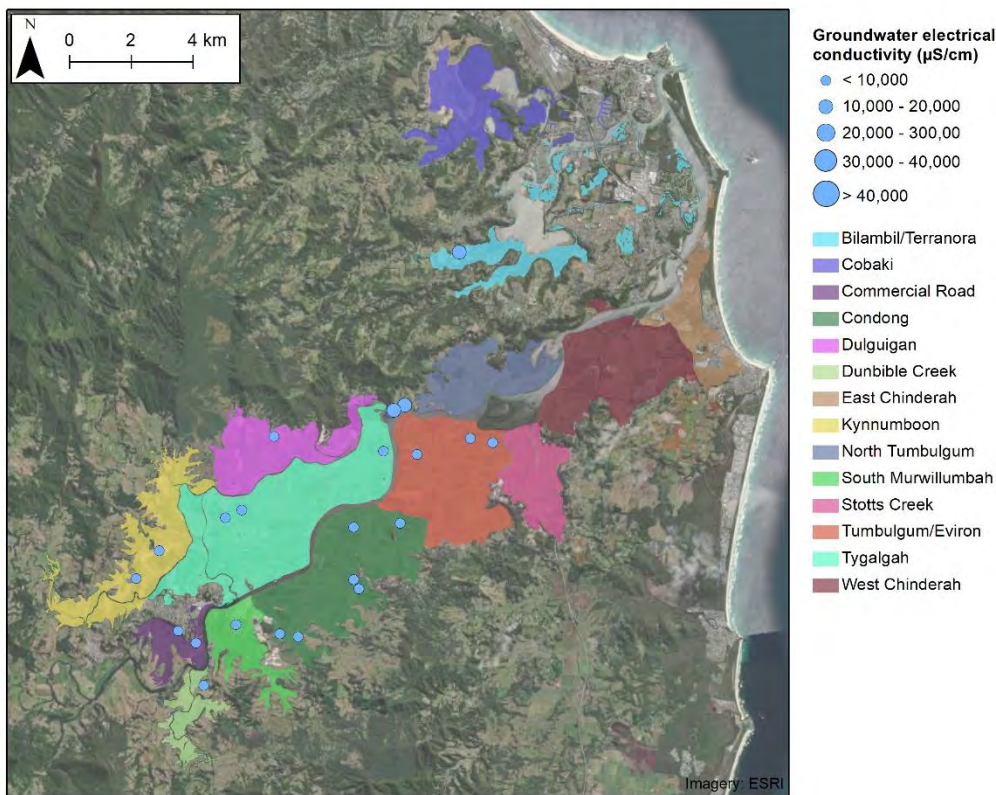 N
0 2 4 km
Groundwater electrical
conductivity (µS/cm)
< 10,000
10,000 - 20,000
20,000 - 300,00
30,000 - 40,000
> 40,000
Bilambil/Terranora
Cobaki
Commercial Road
Condong
Dulguigan
Dunbible Creek
East Chinderah
Kynnumboon
North Tumbulgum
South Murwillumbah
Stotts Creek
Tumbulgum/Eviron
Tygalgah
West Chinderah
Imagery: ESRI